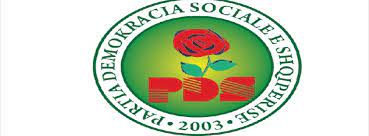 PARTIA DEMOKRACIA SOCIALE E SHQIPERISE
PDS
• 2003 •